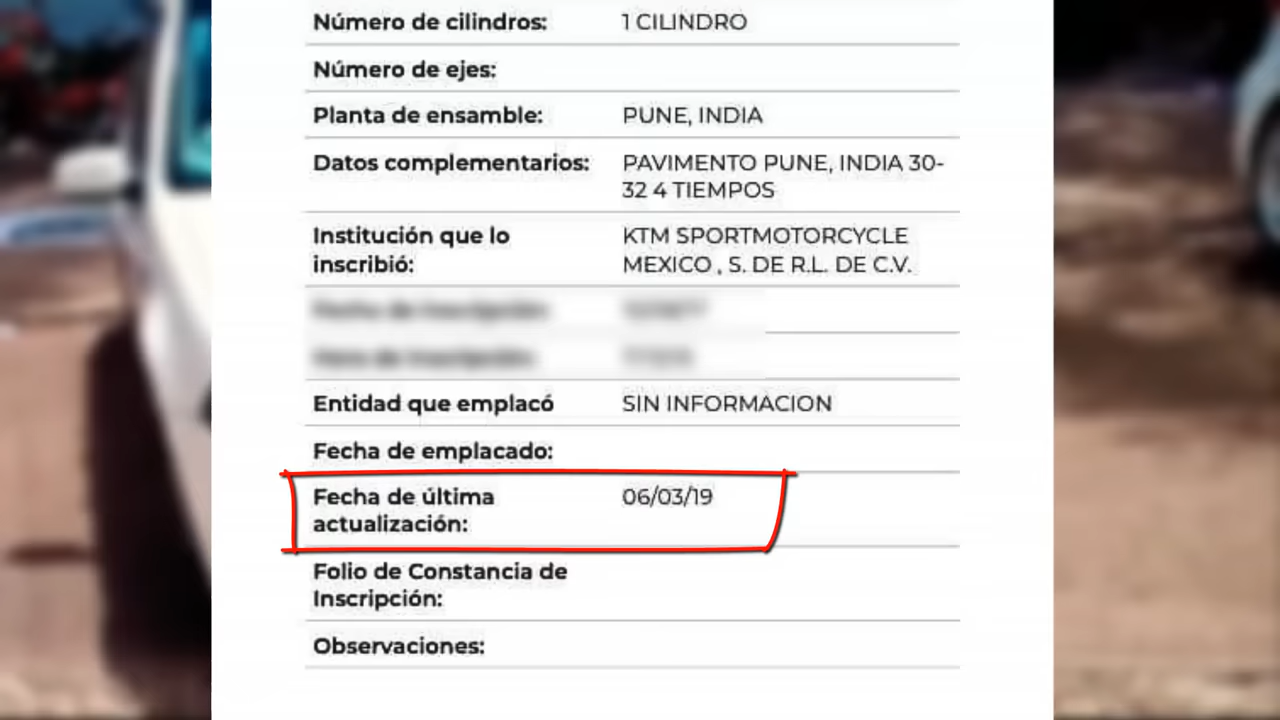 Número de cilindros: 1 CILINDRO
Número de ejes:
Planta de ensamble: PUNE, INDIA
Datos complementarios: PAVIMENTO PUNE, INDIA 30-
32 4 TIEMPOS
Institución que lo KTM SPORTMOTORCYCLE
inscribió: MEXICO , S. DE R.L. DE C.V.
Entidad que emplacó SIN INFORMACION
Fecha de emplacado:
Fecha de última 06/03/19
actualización:
Folio de Constancia de
Inscripción:
Observaciones: